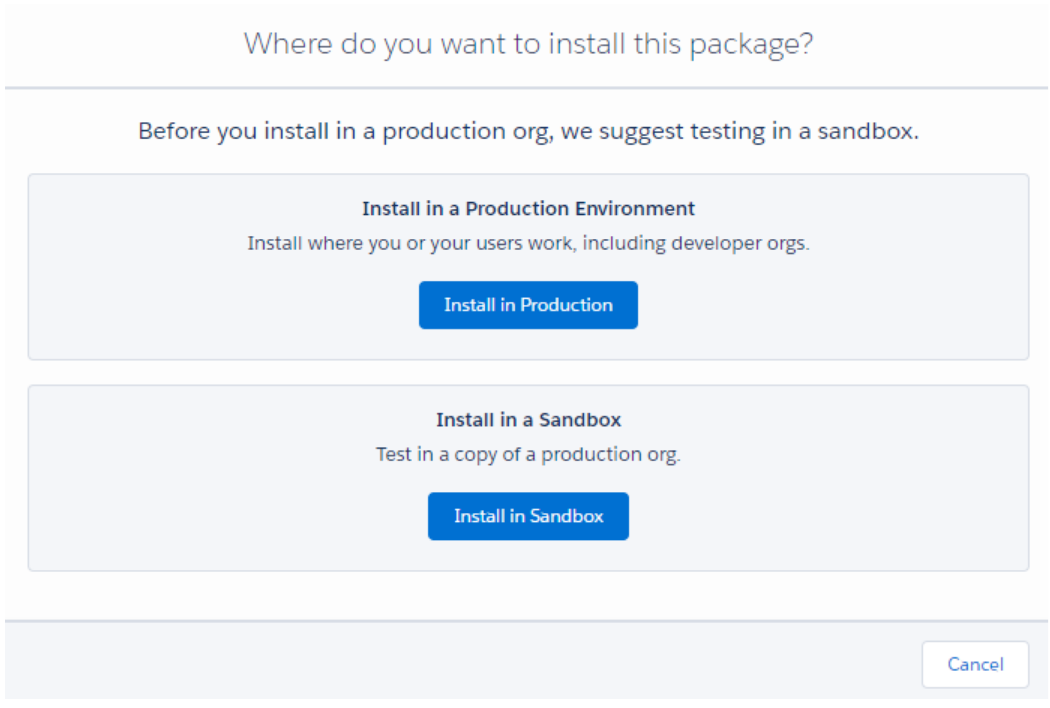 Where do you want to install this package?
Before you install in a production org, we suggest testing in a sandbox.
Install in a Production Environment
Install where you or your users work, including developer orgs.
Install in Production
Install in a Sandbox
Test in a copy of a production org.
Install in Sandbox
Cancel